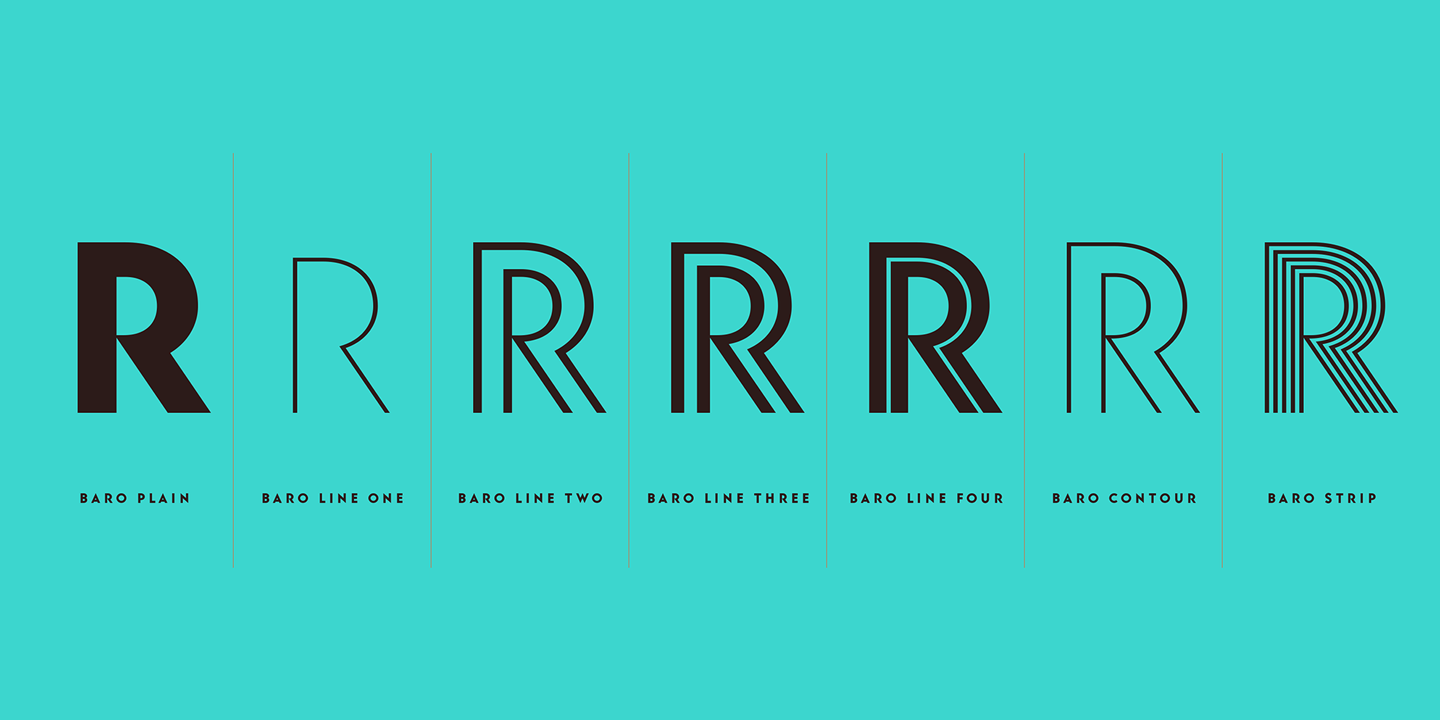 R R R R R R R
BARO PLAIN
BARO LINE ONE
BARO LINE TWO
BARO LINE THREE
BARO LINE FOUR
BARO CONTOUR
BARO STRIP